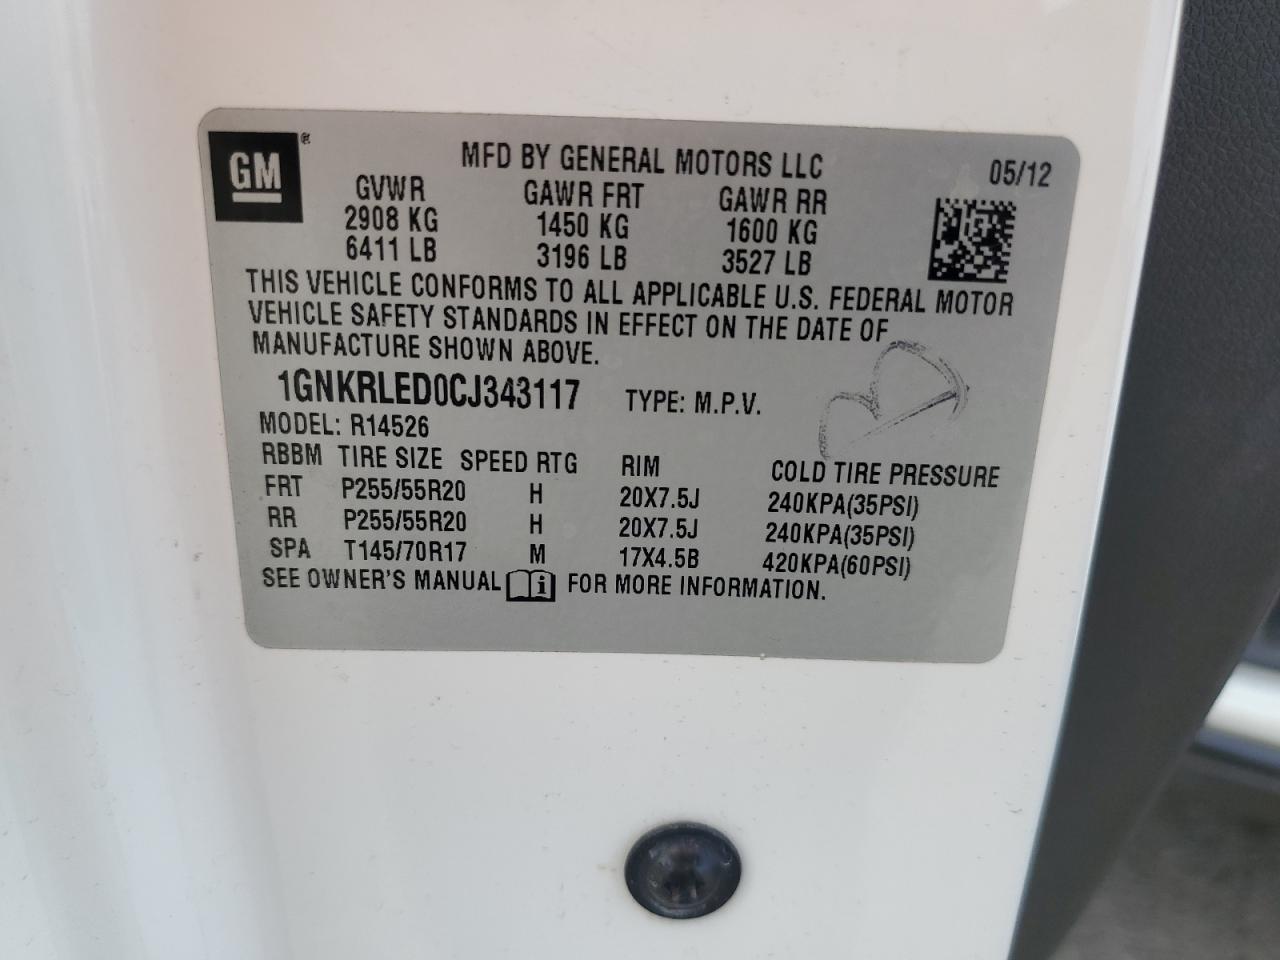 GM®
MFD BY GENERAL MOTORS LLC 05/12
GVWR GAWR FRT GAWR RR
2908 KG 1450 KG 1600 KG
6411 LB 3196 LB 3527 LB
THIS VEHICLE CONFORMS TO ALL APPLICABLE U.S. FEDERAL MOTOR
VEHICLE SAFETY STANDARDS IN EFFECT ON THE DATE OF
MANUFACTURE SHOWN ABOVE.
1GNKRLED0CJ343117 TYPE: M.P.V.
MODEL: R14526
RBBM TIRE SIZE SPEED RTG RIM COLD TIRE PRESSURE
FRT P255/55R20 H 20X7.5J 240KPA(35PSI)
RR P255/55R20 H 20X7.5J 240KPA(35PSI)
SPA T145/70R17 M 17X4.5B 420KPA(60PSI)
SEE OWNER'S MANUAL i FOR MORE INFORMATION.